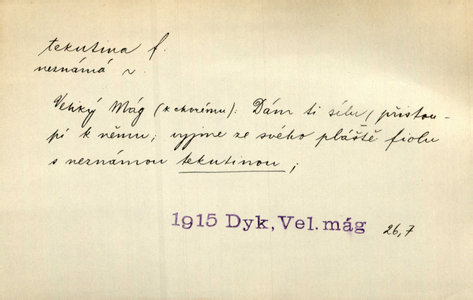 tekutina f.
neznámá ~.
Veliký Mág (k chorému): Dám ti sílu (přistou-
pí k němu; vyjme ze svého pláště fiolu
s neznámou tekutinou;
1915 Dyk, Vel. mág 26,7